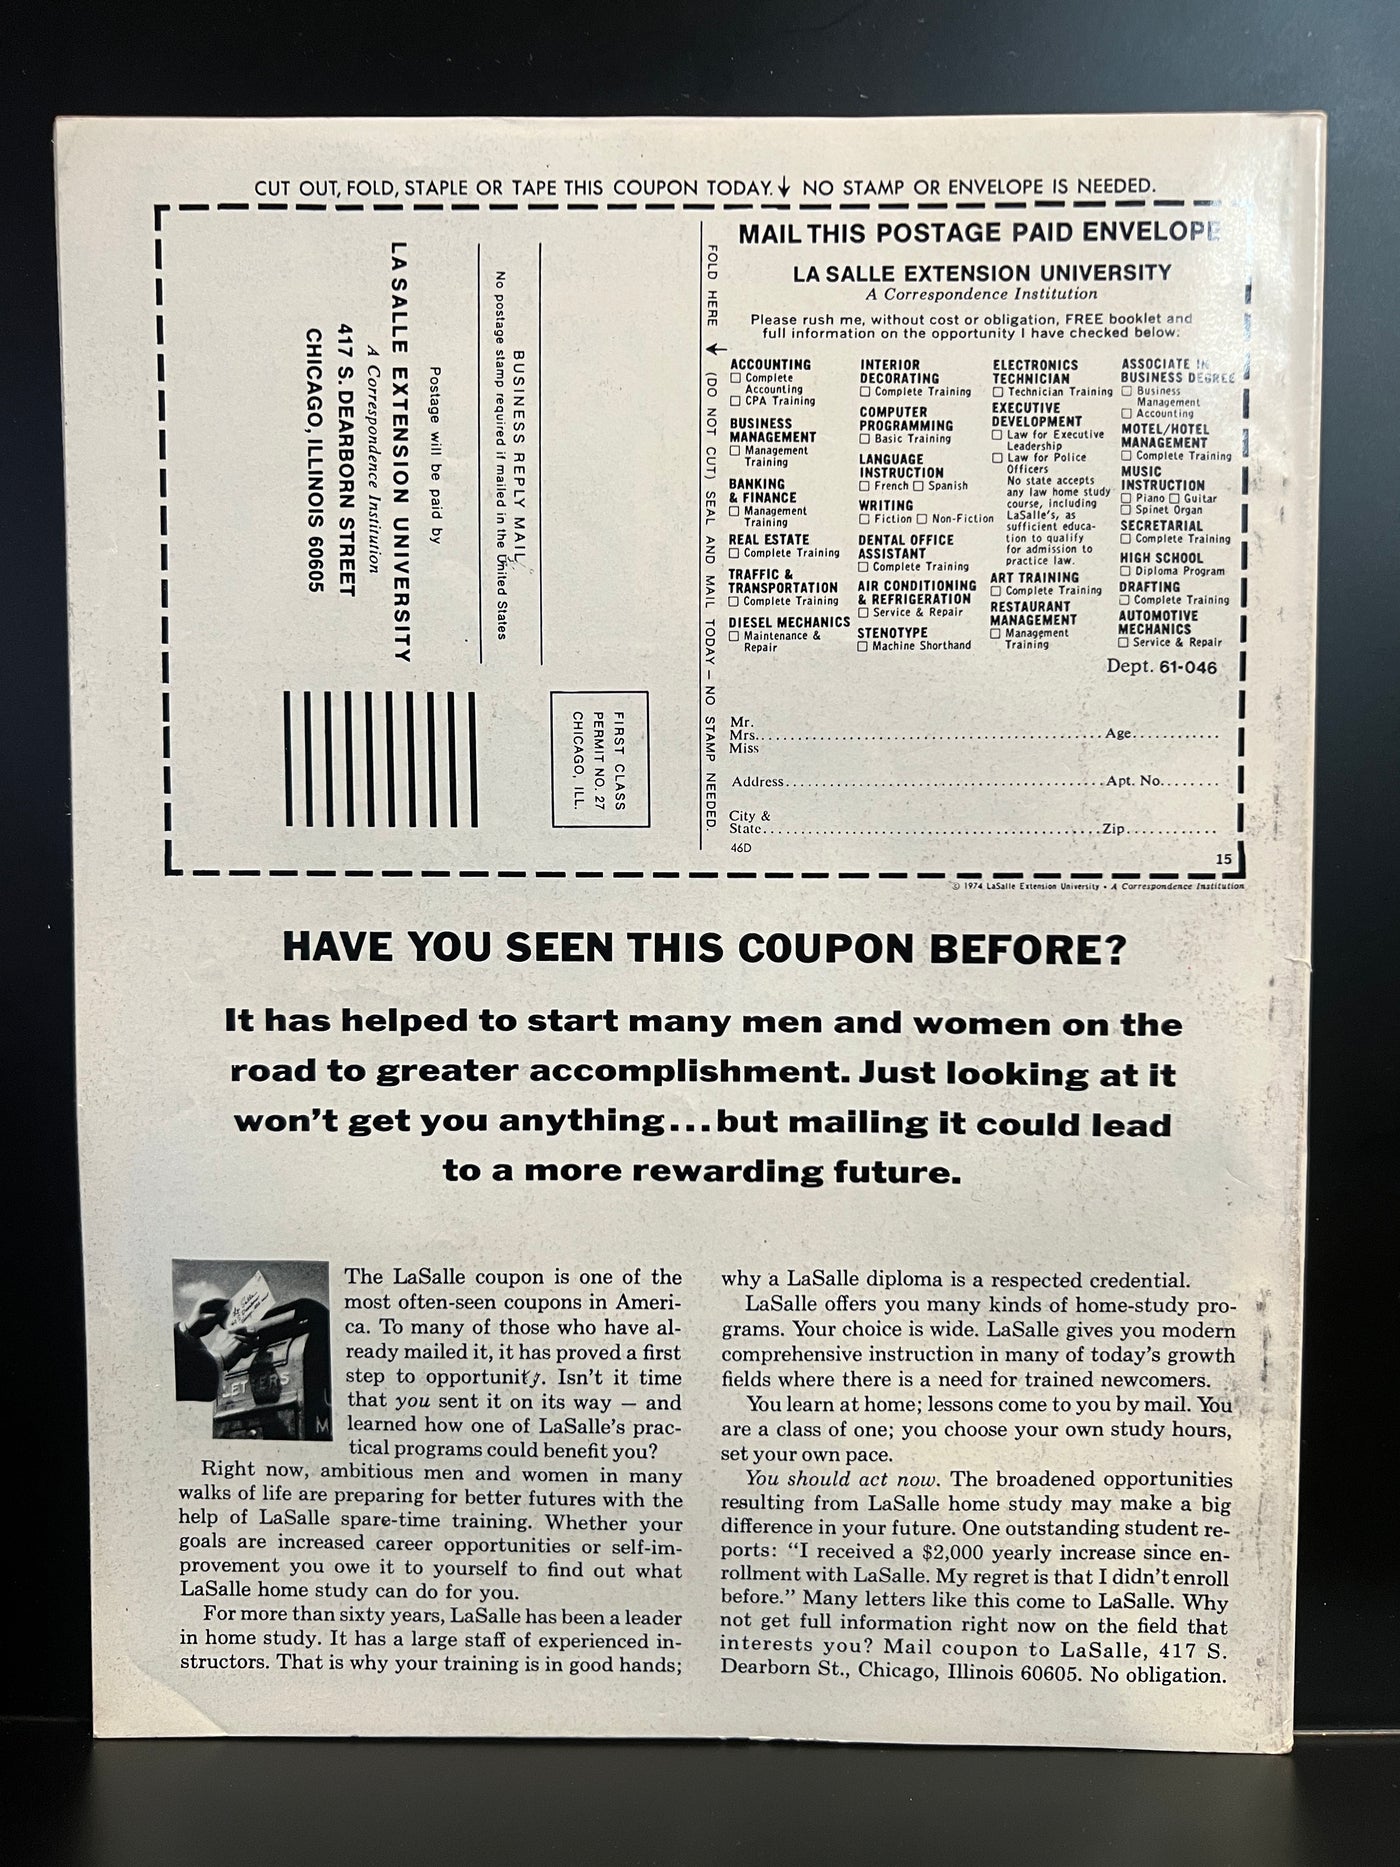 CUT OUT, FOLD, STAPLE OR TAPE THIS COUPON TODAY. ↓ NO STAMP OR ENVELOPE IS NEEDED.
FIRST CLASS
PERMIT NO. 27
CHICAGO, ILL.
BUSINESS REPLY MAIL
No postage stamp required if mailed in the United States
Postage will be paid by
LA SALLE EXTENSION UNIVERSITY
A Correspondence Institution
417 S. DEARBORN STREET
CHICAGO, ILLINOIS 60605
FOLD HERE ↓ (DO NOT CUT) SEAL AND MAIL TODAY – NO STAMP NEEDED.
MAIL THIS POSTAGE PAID ENVELOPE
LA SALLE EXTENSION UNIVERSITY
A Correspondence Institution
Please rush me, without cost or obligation, FREE booklet and
full information on the opportunity I have checked below:
ACCOUNTING
☐ Complete
Accounting
☐ CPA Training
BUSINESS
MANAGEMENT
☐ Management
Training
BANKING
& FINANCE
☐ Management
Training
REAL ESTATE
☐ Complete Training
TRAFFIC &
TRANSPORTATION
☐ Complete Training
DIESEL MECHANICS
☐ Maintenance &
Repair
INTERIOR
DECORATING
☐ Complete Training
COMPUTER
PROGRAMMING
☐ Basic Training
LANGUAGE
INSTRUCTION
☐ French ☐ Spanish
WRITING
☐ Fiction ☐ Non-Fiction
DENTAL OFFICE
ASSISTANT
☐ Complete Training
AIR CONDITIONING
& REFRIGERATION
☐ Service & Repair
STENOTYPE
☐ Machine Shorthand
ELECTRONICS
TECHNICIAN
☐ Technician Training
EXECUTIVE
DEVELOPMENT
☐ Law for Executive
Leadership
☐ Law for Police
Officers
No state accepts
any law home study
course, including
LaSalle's, as
sufficient educa-
tion to qualify
for admission to
practice law.
ART TRAINING
☐ Complete Training
RESTAURANT
MANAGEMENT
☐ Management
Training
ASSOCIATE IN
BUSINESS DEGREE
☐ Business
Management
☐ Accounting
MOTEL/HOTEL
MANAGEMENT
☐ Complete Training
MUSIC
INSTRUCTION
☐ Piano ☐ Guitar
☐ Spinet Organ
SECRETARIAL
☐ Complete Training
HIGH SCHOOL
☐ Diploma Program
DRAFTING
☐ Complete Training
AUTOMOTIVE
MECHANICS
☐ Service & Repair
Dept. 61-046
Mr.
Mrs. Age
Miss
Address Apt. No.
City &
State Zip
46D
15
© 1974 LaSalle Extension University • A Correspondence Institution
HAVE YOU SEEN THIS COUPON BEFORE?
It has helped to start many men and women on the
road to greater accomplishment. Just looking at it
won't get you anything...but mailing it could lead
to a more rewarding future.
LETTERS
M
The LaSalle coupon is one of the
most often-seen coupons in Ameri-
ca. To many of those who have al-
ready mailed it, it has proved a first
step to opportunity. Isn't it time
that you sent it on its way — and
learned how one of LaSalle's prac-
tical programs could benefit you?
Right now, ambitious men and women in many
walks of life are preparing for better futures with the
help of LaSalle spare-time training. Whether your
goals are increased career opportunities or self-im-
provement you owe it to yourself to find out what
LaSalle home study can do for you.
For more than sixty years, LaSalle has been a leader
in home study. It has a large staff of experienced in-
structors. That is why your training is in good hands;
why a LaSalle diploma is a respected credential.
LaSalle offers you many kinds of home-study pro-
grams. Your choice is wide. LaSalle gives you modern
comprehensive instruction in many of today's growth
fields where there is a need for trained newcomers.
You learn at home; lessons come to you by mail. You
are a class of one; you choose your own study hours,
set your own pace.
You should act now. The broadened opportunities
resulting from LaSalle home study may make a big
difference in your future. One outstanding student re-
ports: "I received a $2,000 yearly increase since en-
rollment with LaSalle. My regret is that I didn't enroll
before." Many letters like this come to LaSalle. Why
not get full information right now on the field that
interests you? Mail coupon to LaSalle, 417 S.
Dearborn St., Chicago, Illinois 60605. No obligation.